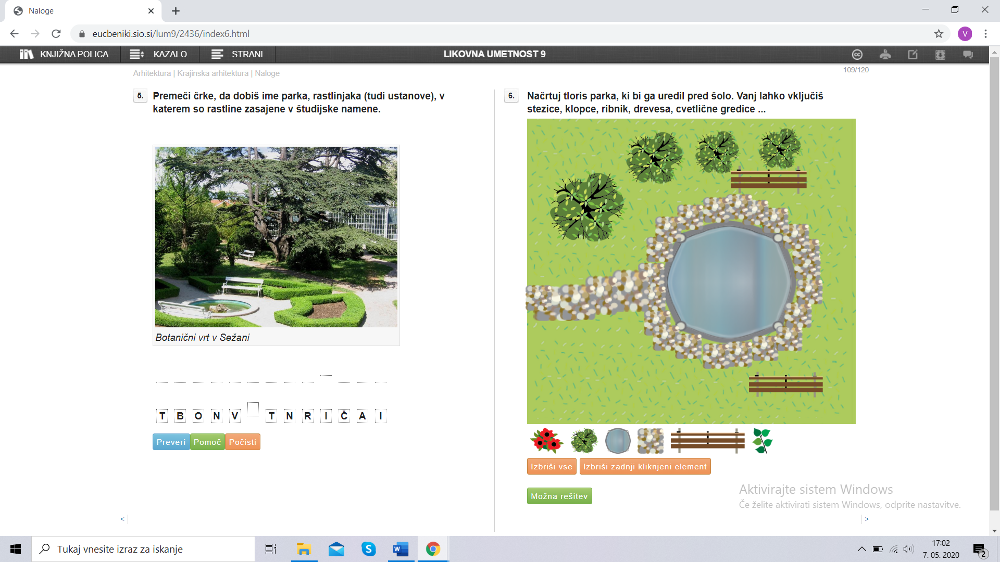 Naloge
eucbeniki.sio.si/lum9/2436/index6.html
V
KNJIŽNA POLICA
KAZALO
STRANI
LIKOVNA UMETNOST 9
cc
Arhitektura | Krajinska arhitektura | Naloge
109/120
5. Premeči črke, da dobiš ime parka, rastlinjaka (tudi ustanove), v
katerem so rastline zasajene v študijske namene.
Botanični vrt v Sežani
T B O N V T N R I Č A I
Preveri Pomoč Počisti
6. Načrtuj tloris parka, ki bi ga uredil pred šolo. Vanj lahko vključiš
stezice, klopce, ribnik, drevesa, cvetlične gredice ...
Izbriši vse Izbriši zadnji kliknjeni element
Možna rešitev
Aktivirajte sistem Windows
Če želite aktivirati sistem Windows, odprite nastavitve.
< >
Tukaj vnesite izraz za iskanje
S
W
17:02
7. 05. 2020
2